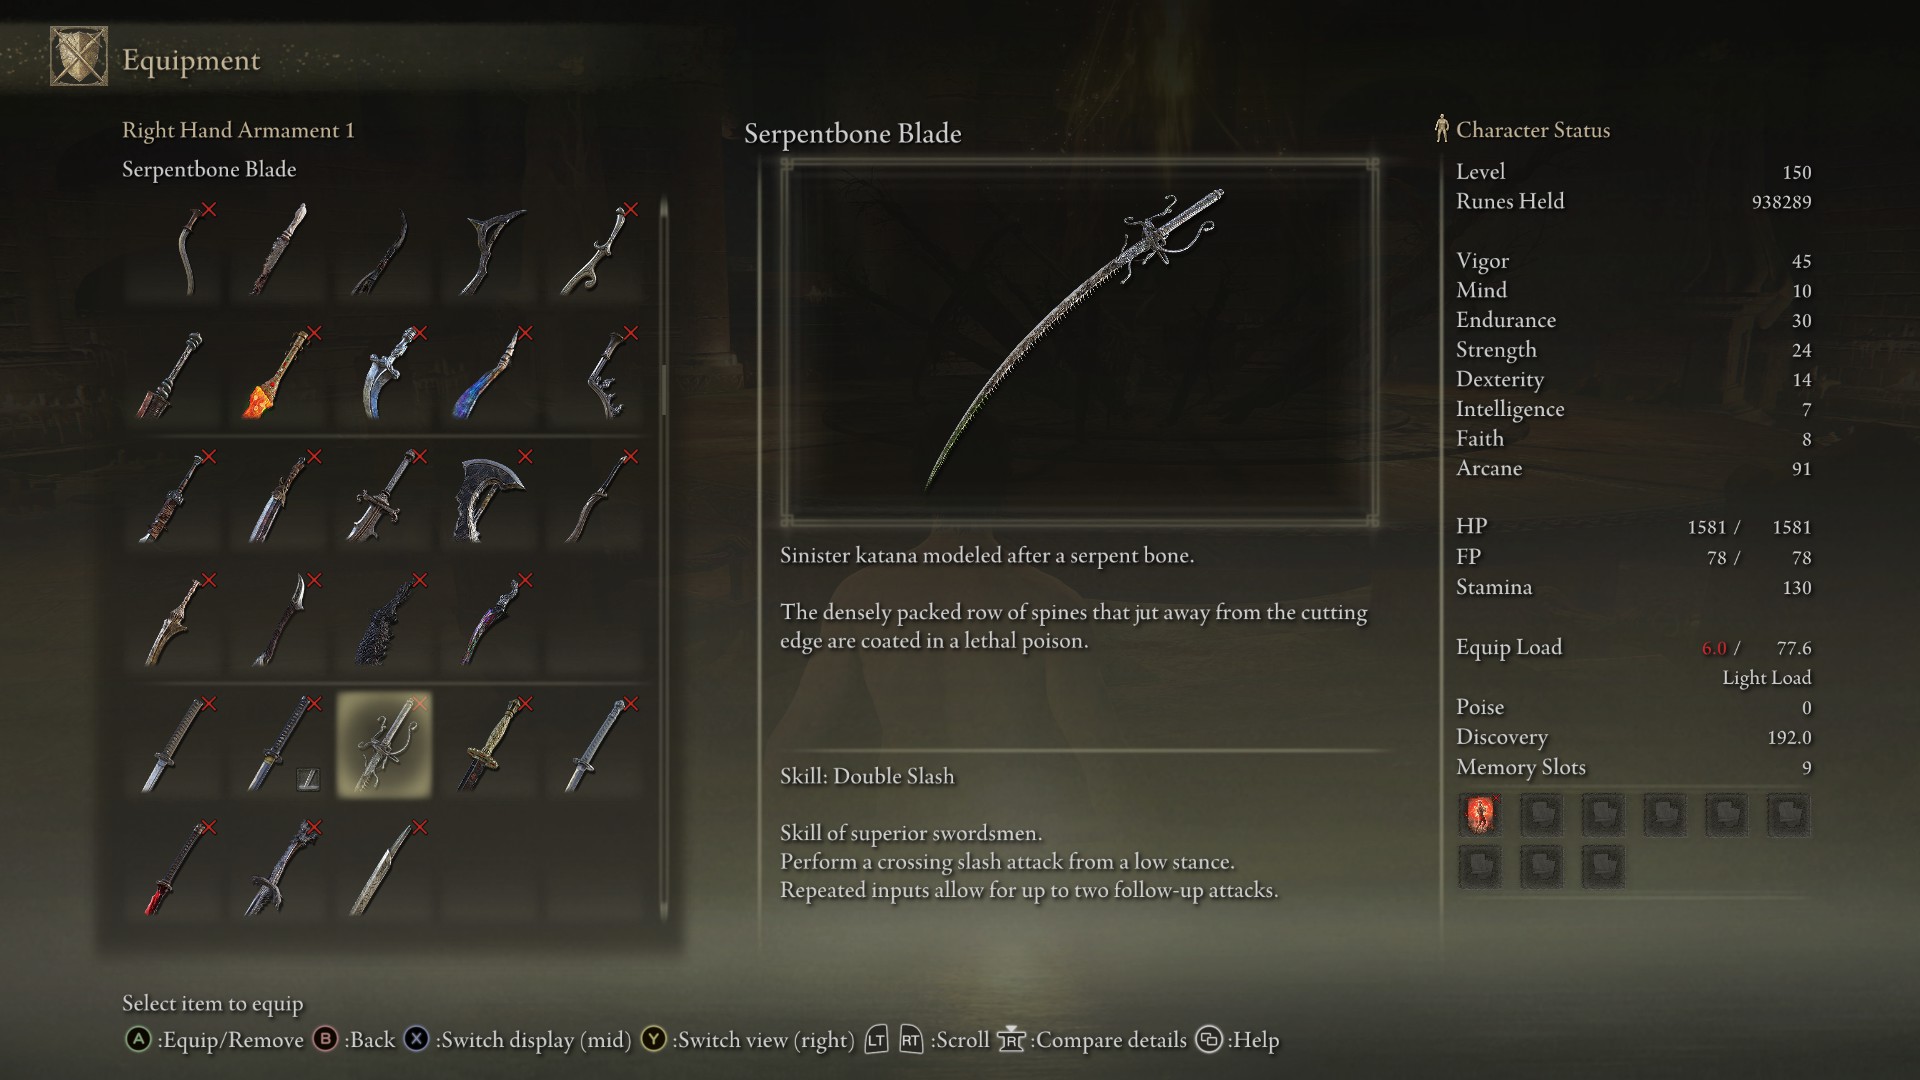 Equipment
Right Hand Armament 1
Serpentbone Blade
Serpentbone Blade
Sinister katana modeled after a serpent bone.
The densely packed row of spines that jut away from the cutting
edge are coated in a lethal poison.
Skill: Double Slash
Skill of superior swordsmen.
Perform a crossing slash attack from a low stance.
Repeated inputs allow for up to two follow-up attacks.
Character Status
Level 150
Runes Held 938289
Vigor 45
Mind 10
Endurance 30
Strength 24
Dexterity 14
Intelligence 7
Faith 8
Arcane 91
HP 1581 / 1581
FP 78 / 78
Stamina 130
Equip Load 6.0 / 77.6
Light Load
Poise 0
Discovery 192.0
Memory Slots 9
Select item to equip
A :Equip/Remove B :Back X :Switch display (mid) Y :Switch view (right) LT RT :Scroll R :Compare details :Help